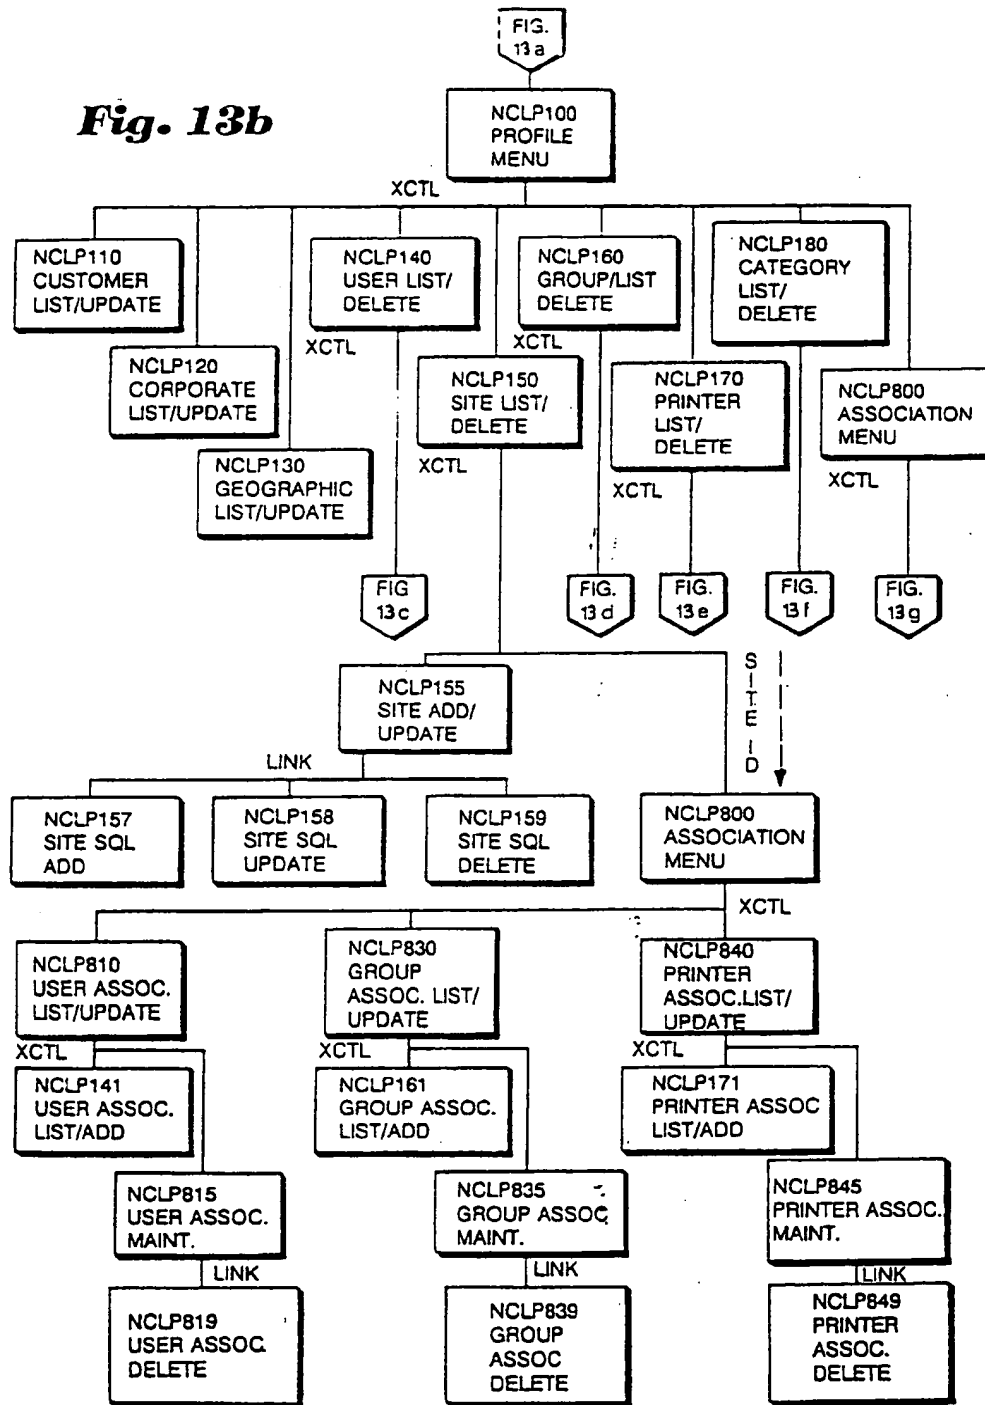 FIG.
13a
Fig. 13b
NCLP100
PROFILE
MENU
XCTL
NCLP110
CUSTOMER
LIST/UPDATE
NCLP140
USER LIST/
DELETE
NCLP160
GROUP/LIST
DELETE
NCLP180
CATEGORY
LIST/
DELETE
XCTL
XCTL
NCLP120
CORPORATE
LIST/UPDATE
NCLP150
SITE LIST/
DELETE
NCLP170
PRINTER
LIST/
DELETE
NCLP800
ASSOCIATION
MENU
NCLP130
GEOGRAPHIC
LIST/UPDATE
XCTL
XCTL
XCTL
FIG
13c
FIG.
13d
FIG.
13e
FIG.
13f
FIG.
13g
NCLP155
SITE ADD/
UPDATE
SITE ID
LINK
NCLP157
SITE SQL
ADD
NCLP158
SITE SQL
UPDATE
NCLP159
SITE SQL
DELETE
NCLP800
ASSOCIATION
MENU
XCTL
NCLP810
USER ASSOC.
LIST/UPDATE
NCLP830
GROUP
ASSOC. LIST/
UPDATE
NCLP840
PRINTER
ASSOC.LIST/
UPDATE
XCTL
XCTL
XCTL
NCLP141
USER ASSOC.
LIST/ADD
NCLP161
GROUP ASSOC.
LIST/ADD
NCLP171
PRINTER ASSOC
LIST/ADD
NCLP815
USER ASSOC.
MAINT.
NCLP835
GROUP ASSOC
MAINT.
NCLP845
PRINTER ASSOC.
MAINT.
LINK
LINK
LINK
NCLP819
USER ASSOC.
DELETE
NCLP839
GROUP
ASSOC
DELETE
NCLP849
PRINTER
ASSOC.
DELETE